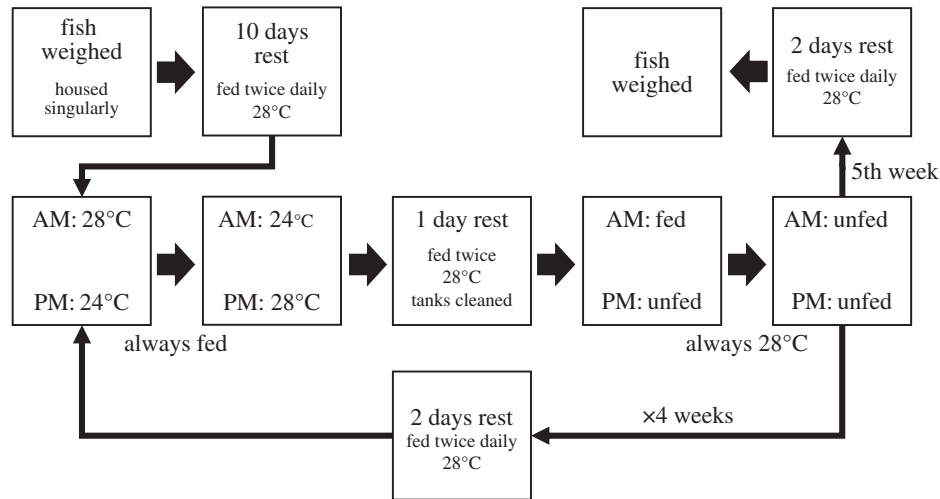 fish
weighed
housed
singularly
10 days
rest
fed twice daily
28°C
fish
weighed
2 days rest
fed twice daily
28°C
5th week
AM: 28°C
PM: 24°C
AM: 24°C
PM: 28°C
always fed
1 day rest
fed twice
28°C
tanks cleaned
AM: fed
PM: unfed
AM: unfed
PM: unfed
always 28°C
2 days rest
fed twice daily
28°C
×4 weeks